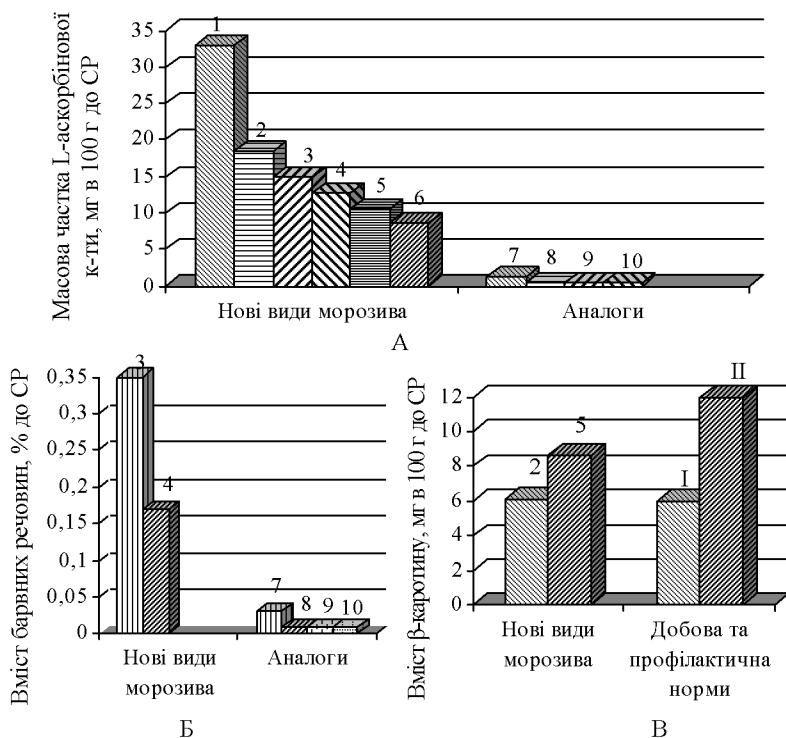 Масова частка L-аскорбінової
к-ти, мг в 100 г до СР
35
30
25
20
15
10
5
0
1
2
3
4
5
6
7
8
9
10
Нові види морозива
Аналоги
А
Вміст барвних речовин, % до СР
0,35
0,3
0,25
0,2
0,15
0,1
0,05
0
3
4
7
8
9
10
Нові види
морозива
Аналоги
Б
Вміст β-каротину, мг в 100 г до СР
12
10
8
6
4
2
0
2
5
I
II
Нові види
морозива
Добова та
профілактична
норми
В